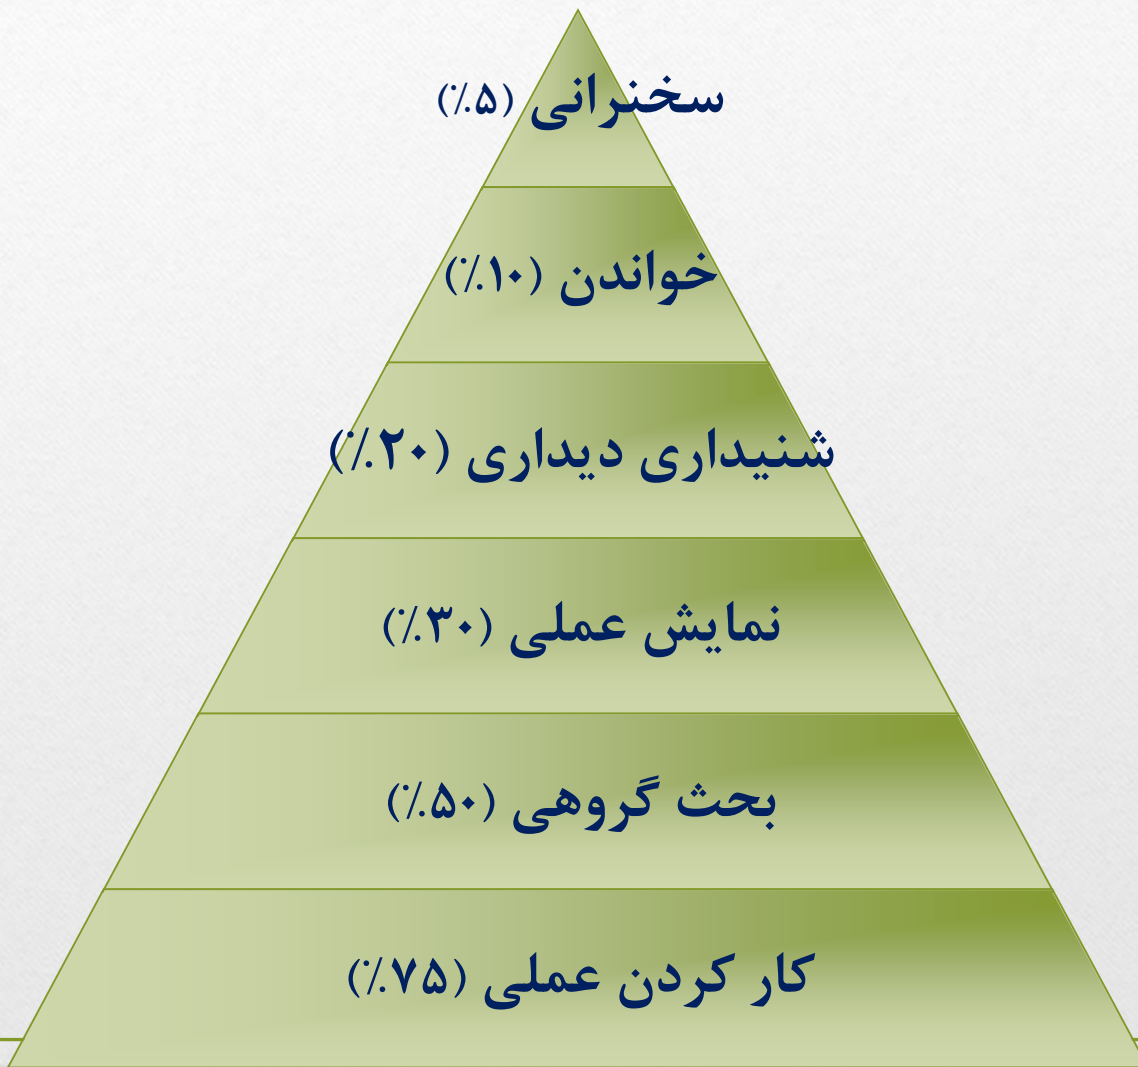 سخنرانی (۵٪)
خواندن (۱۰٪)
شنیداری دیداری (۲۰٪)
نمایش عملی (۳۰٪)
بحث گروهی (۵۰٪)
کار کردن عملی (۷۵٪)